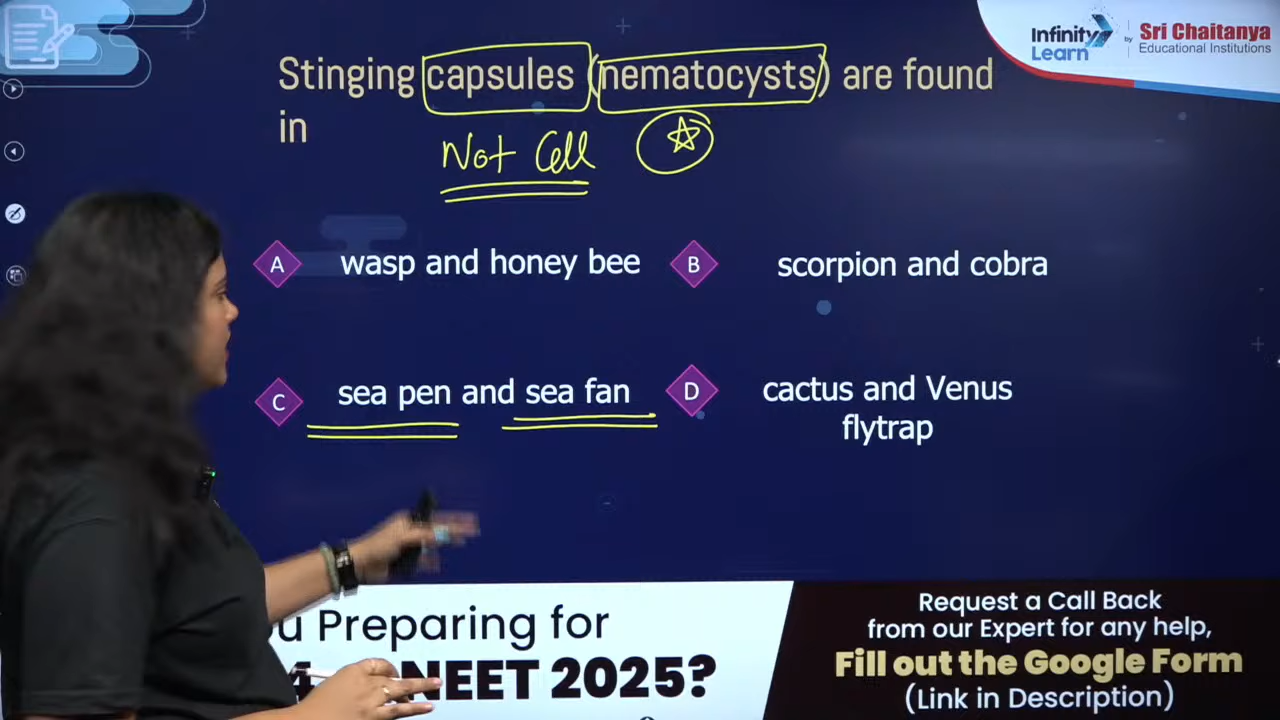 Infinity Learn by Sri Chaitanya Educational Institutions
Stinging capsules (nematocysts) are found
in
Not Cell
A wasp and honey bee
B scorpion and cobra
C sea pen and sea fan
D cactus and Venus
flytrap
u Preparing for
NEET 2025?
Request a Call Back
from our Expert for any help,
Fill out the Google Form
(Link in Description)